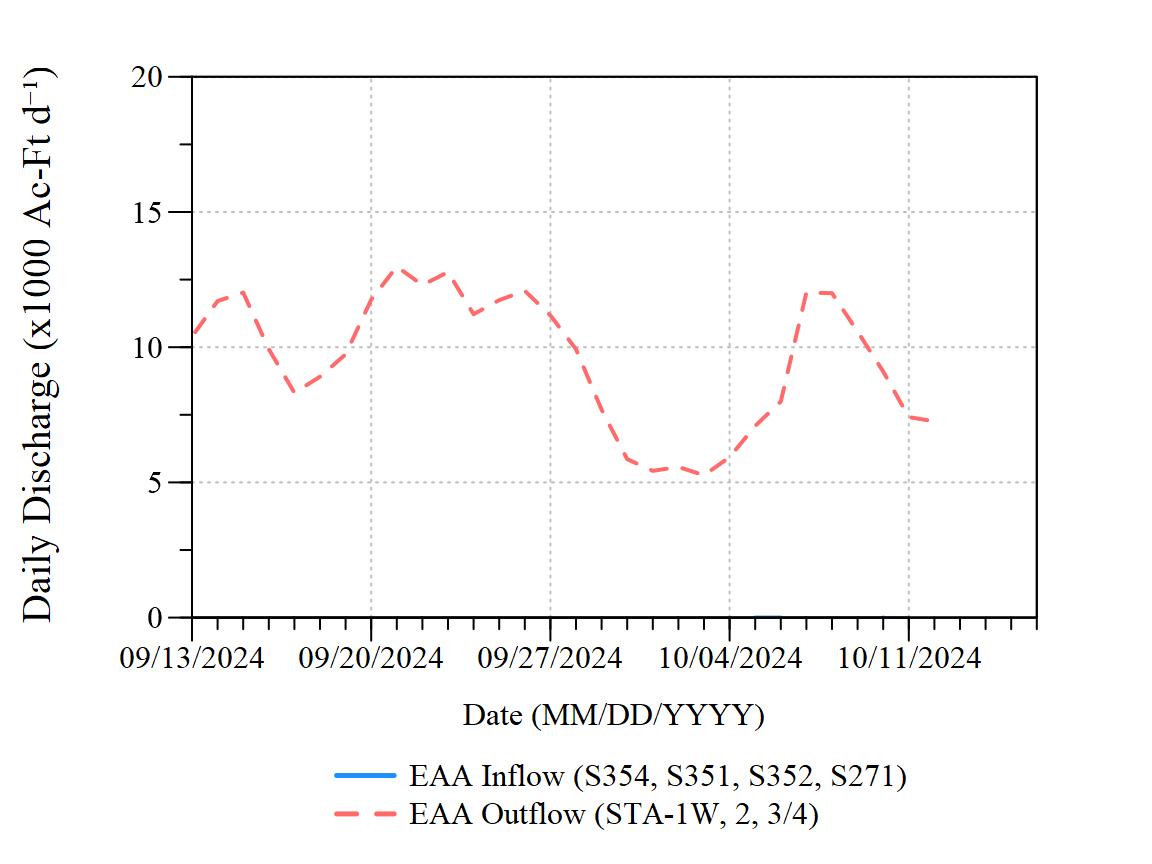 Daily Discharge (x1000 Ac-Ft d⁻¹)
20
15
10
5
0
09/13/2024 09/20/2024 09/27/2024 10/04/2024 10/11/2024
Date (MM/DD/YYYY)
EAA Inflow (S354, S351, S352, S271)
EAA Outflow (STA-1W, 2, 3/4)